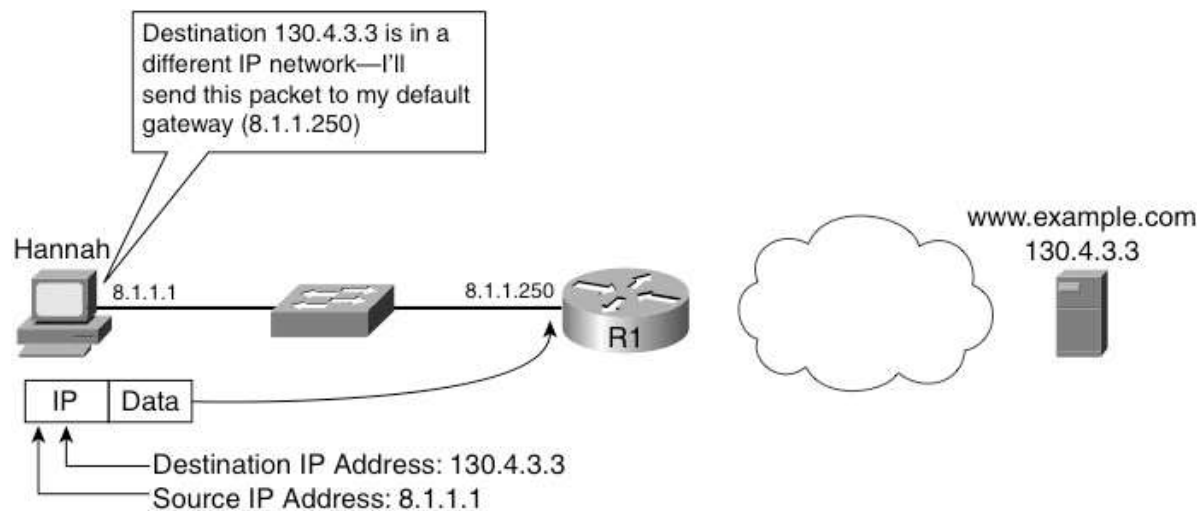 Destination 130.4.3.3 is in a
different IP network—I'll
send this packet to my default
gateway (8.1.1.250)
www.example.com
130.4.3.3
Hannah
8.1.1.1
8.1.1.250
R1
IP
Data
Destination IP Address: 130.4.3.3
Source IP Address: 8.1.1.1